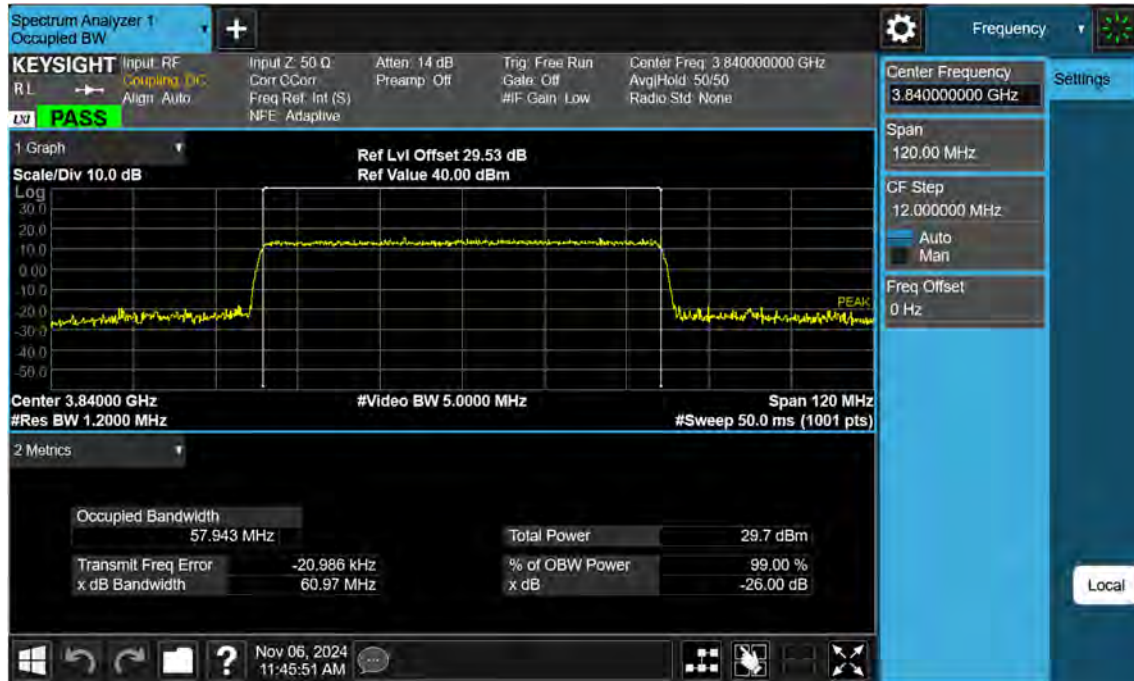 Spectrum Analyzer 1
Occupied BW
+
Frequency
KEYSIGHT
RL
LXI PASS
Input: RF
Coupling: DC
Align: Auto
Input Z: 50 Ω
Corr CCorr
Freq Ref: Int (S)
NFE: Adaptive
Atten: 14 dB
Preamp: Off
Trig: Free Run
Gate: Off
#IF Gain: Low
Center Freq: 3.840000000 GHz
Avg|Hold: 50/50
Radio Std: None
1 Graph
Scale/Div 10.0 dB
Ref Lvl Offset 29.53 dB
Ref Value 40.00 dBm
Log
30.0
20.0
10.0
0.00
-10.0
-20.0
-30.0
-40.0
-50.0
PEAK
Center 3.84000 GHz
#Res BW 1.2000 MHz
#Video BW 5.0000 MHz
Span 120 MHz
#Sweep 50.0 ms (1001 pts)
2 Metrics
Occupied Bandwidth
57.943 MHz
Transmit Freq Error -20.986 kHz
x dB Bandwidth 60.97 MHz
Total Power 29.7 dBm
% of OBW Power 99.00 %
x dB -26.00 dB
Center Frequency
3.840000000 GHz
Span
120.00 MHz
CF Step
12.000000 MHz
Auto
Man
Freq Offset
0 Hz
Settings
Local
?
Nov 06, 2024
11:45:51 AM